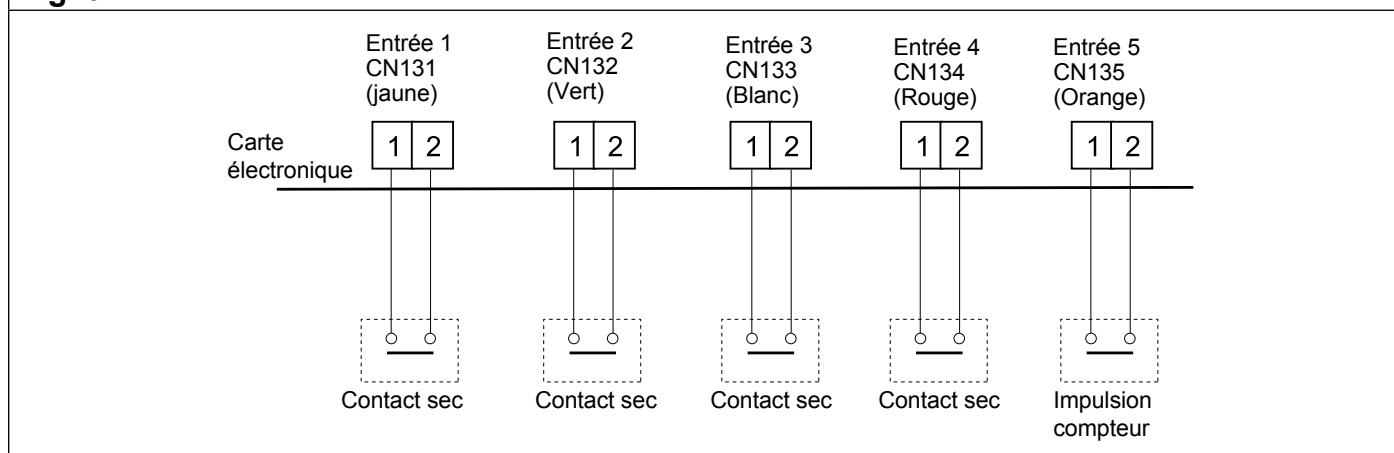 Entrée 1
CN131
(jaune)
Entrée 2
CN132
(Vert)
Entrée 3
CN133
(Blanc)
Entrée 4
CN134
(Rouge)
Entrée 5
CN135
(Orange)
Carte
électronique
1 2
1 2
1 2
1 2
1 2
Contact sec
Contact sec
Contact sec
Contact sec
Impulsion
compteur